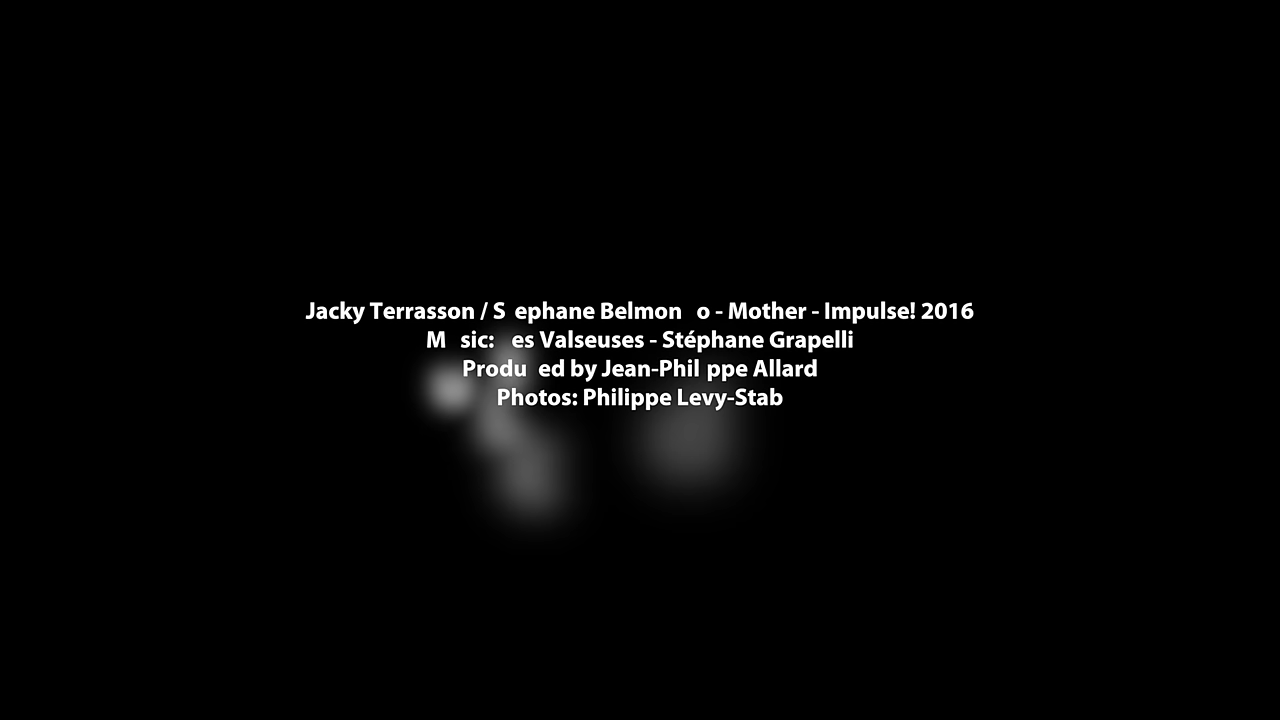 Jacky Terrasson / S ephane Belmon o - Mother - Impulse! 2016
M sic: es Valseuses - Stéphane Grapelli
Produ ed by Jean-Phil ppe Allard
Photos: Philippe Levy-Stab